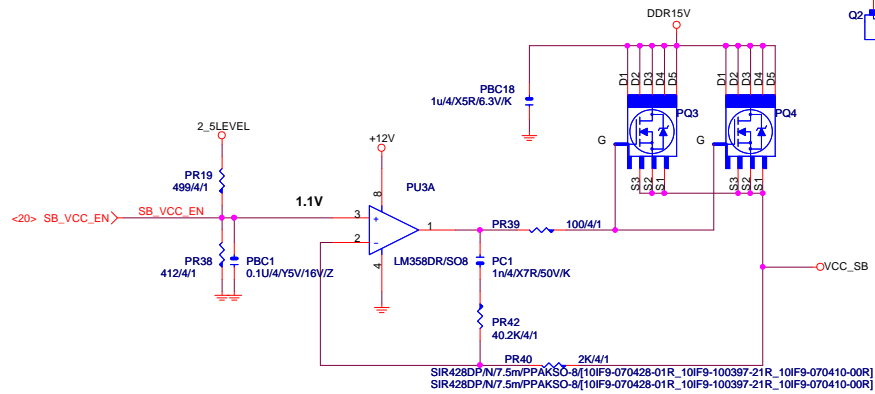 DDR15V
Q2
D1 D2 D3 D4 D5
D1 D2 D3 D4 D5
PBC18
1u/4/X5R/6.3V/K
PQ3
PQ4
G
G
2_5LEVEL
+12V
PR19
499/4/1
S3 S2 S1
S3 S2 S1
8
PU3A
1.1V
<20> SB_VCC_EN
SB_VCC_EN
3
+
1
PR39
100/4/1
2
-
PR38
412/4/1
PBC1
0.1U/4/Y5V/16V/Z
4
LM358DR/SO8
PC1
1n/4/X7R/50V/K
VCC_SB
PR42
40.2K/4/1
PR40
2K/4/1
SIR428DP/N/7.5m/PPAKSO-8/[10IF9-070428-01R_10IF9-100397-21R_10IF9-070410-00R]
SIR428DP/N/7.5m/PPAKSO-8/[10IF9-070428-01R_10IF9-100397-21R_10IF9-070410-00R]